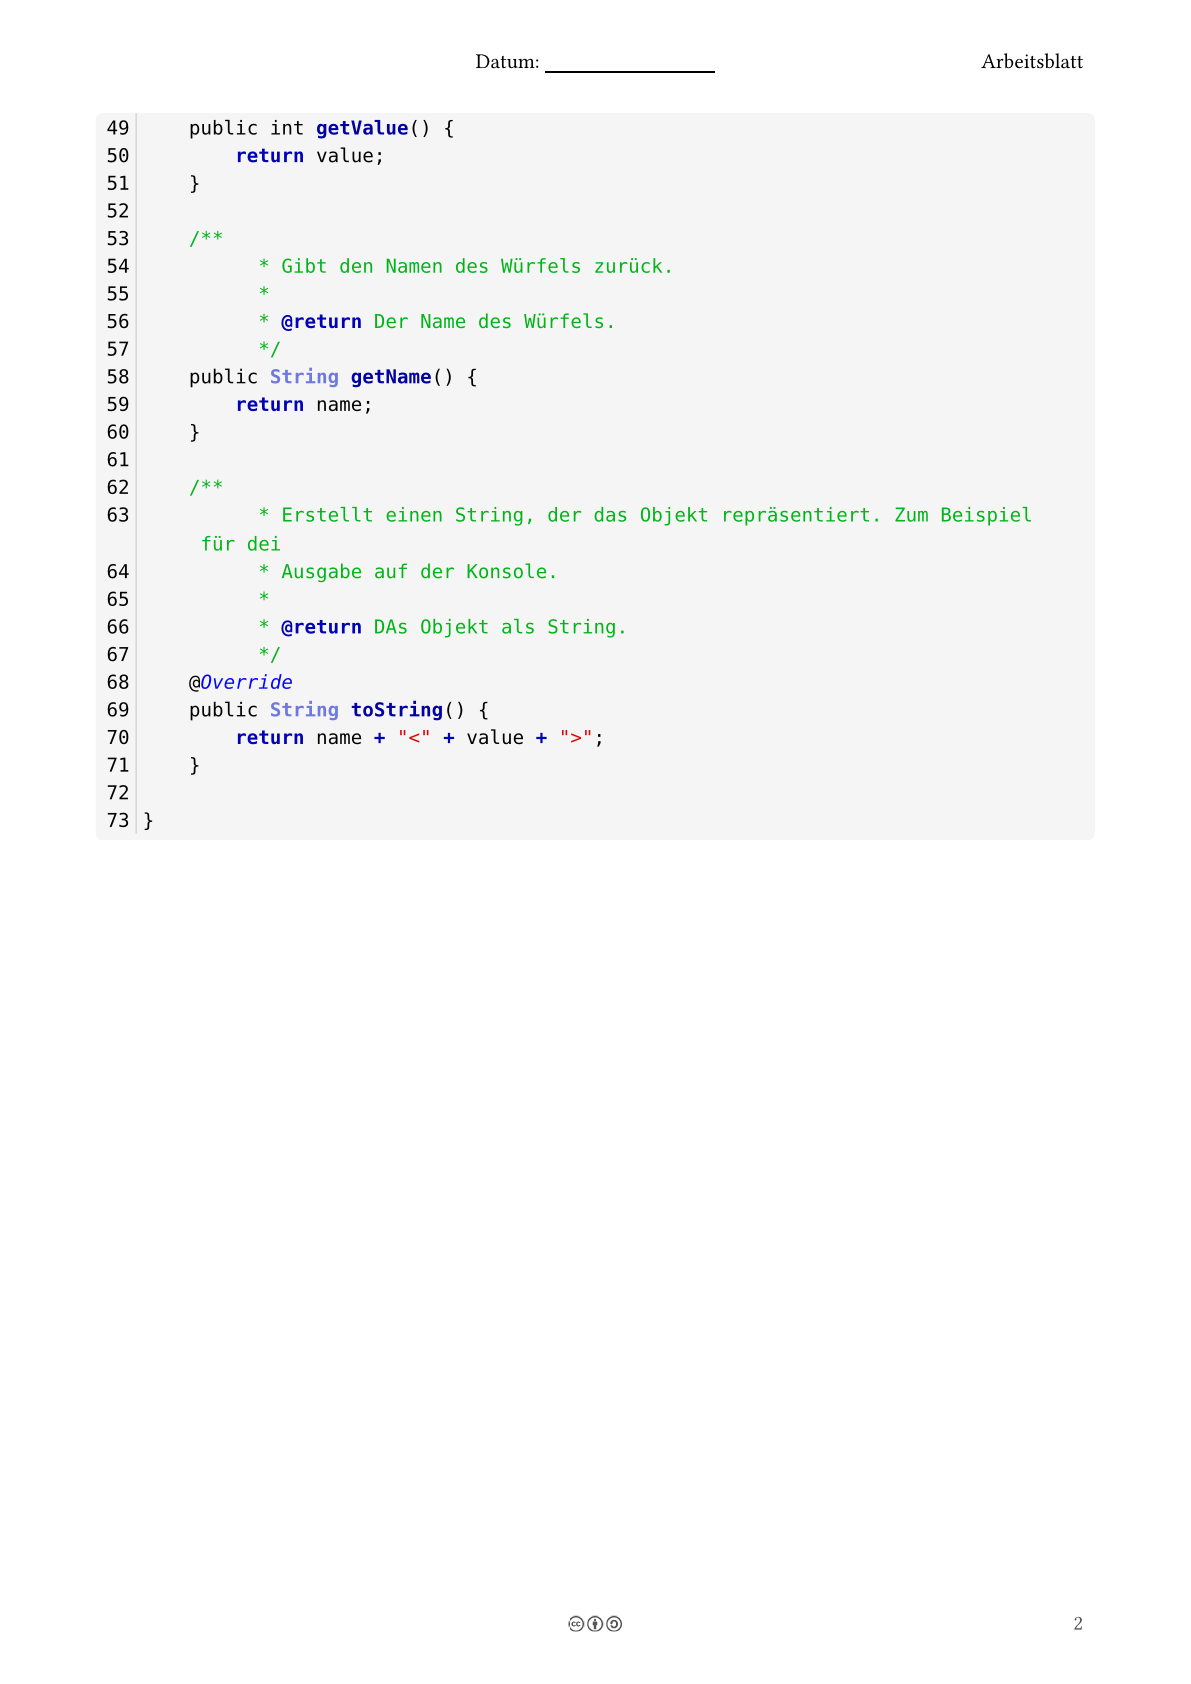 Datum: Arbeitsblatt
49     public int getValue() {
50         return value;
51     }
52
53     /**
54           * Gibt den Namen des Würfels zurück.
55           *
56           * @return Der Name des Würfels.
57           */
58     public String getName() {
59         return name;
60     }
61
62     /**
63           * Erstellt einen String, der das Objekt repräsentiert. Zum Beispiel
für dei
64           * Ausgabe auf der Konsole.
65           *
66           * @return DAs Objekt als String.
67           */
68     @Override
69     public String toString() {
70         return name + "<" + value + ">";
71     }
72
73 }
2